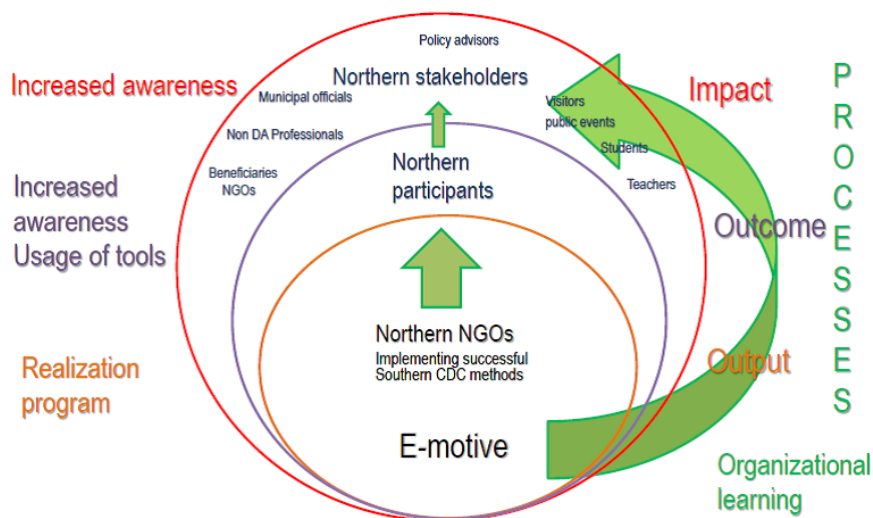 Policy advisors
Increased awareness
Northern stakeholders
Impact
Municipal officials
Visitors
public events
Non DA Professionals
Students
Beneficiaries
NGOs
Northern
participants
Teachers
Increased
awareness
Usage of tools
Outcome
Northern NGOs
Implementing successful
Southern CDC methods
Realization
program
Output
E-motive
Organizational
learning
PROCESSES